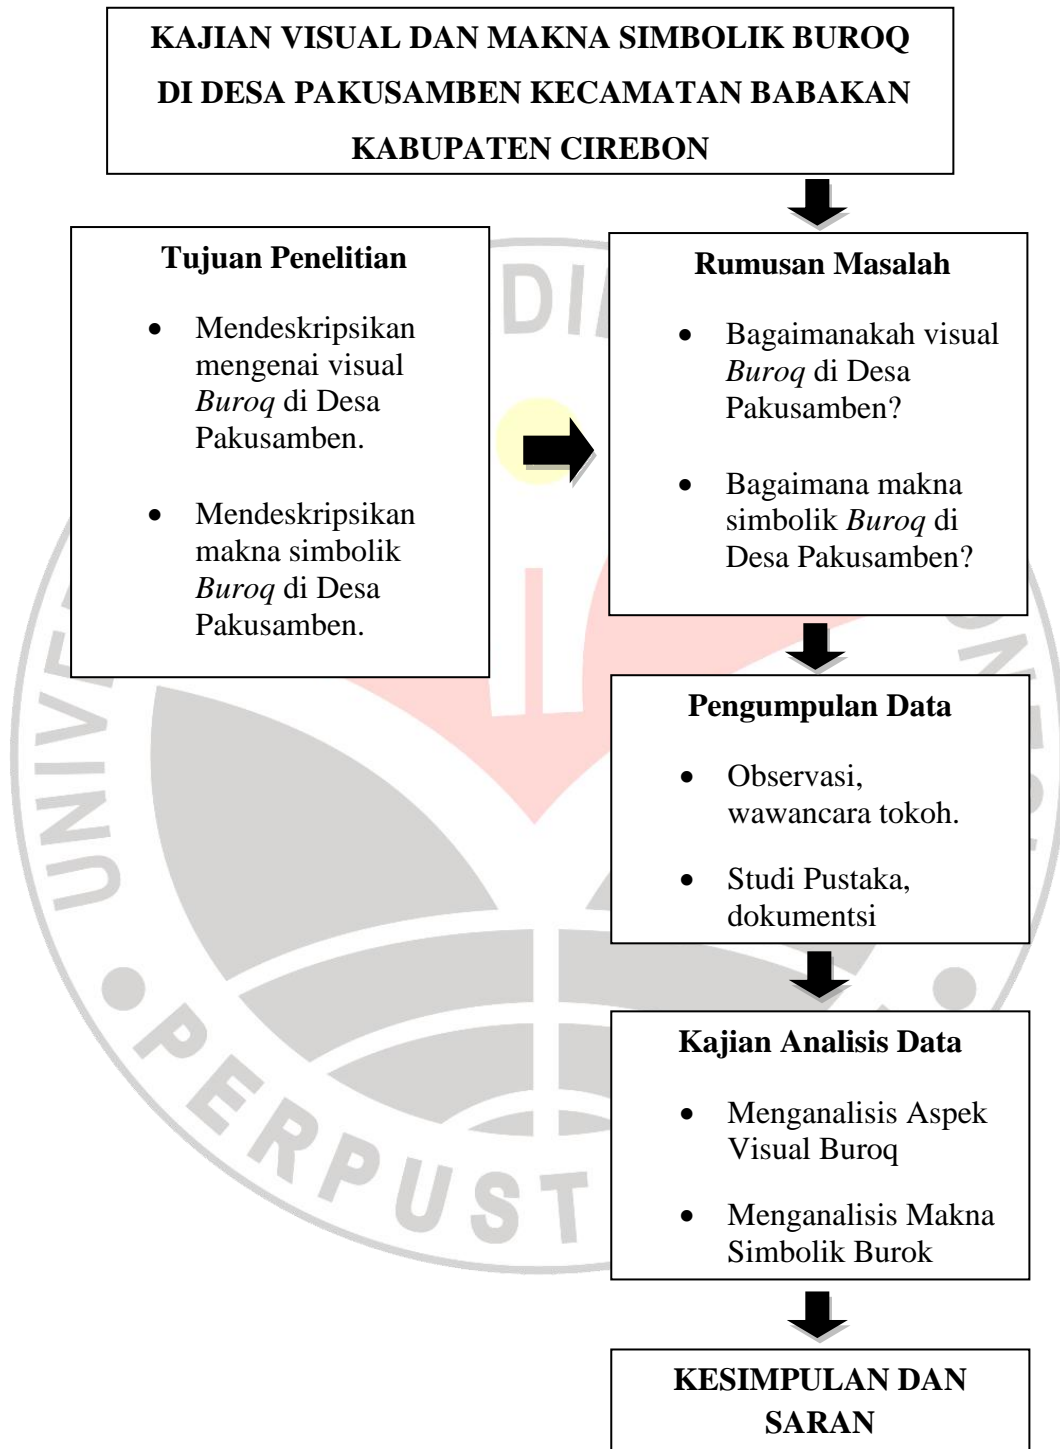 KAJIAN VISUAL DAN MAKNA SIMBOLIK BUROQ
DI DESA PAKUSAMBEN KECAMATAN BABAKAN
KABUPATEN CIREBON
Tujuan Penelitian
• Mendeskripsikan
mengenai visual
Buroq di Desa
Pakusamben.
• Mendeskripsikan
makna simbolik
Buroq di Desa
Pakusamben.
Rumusan Masalah
• Bagaimanakah visual
Buroq di Desa
Pakusamben?
• Bagaimana makna
simbolik Buroq di
Desa Pakusamben?
Pengumpulan Data
• Observasi,
wawancara tokoh.
• Studi Pustaka,
dokumentsi
Kajian Analisis Data
• Menganalisis Aspek
Visual Buroq
• Menganalisis Makna
Simbolik Burok
KESIMPULAN DAN
SARAN